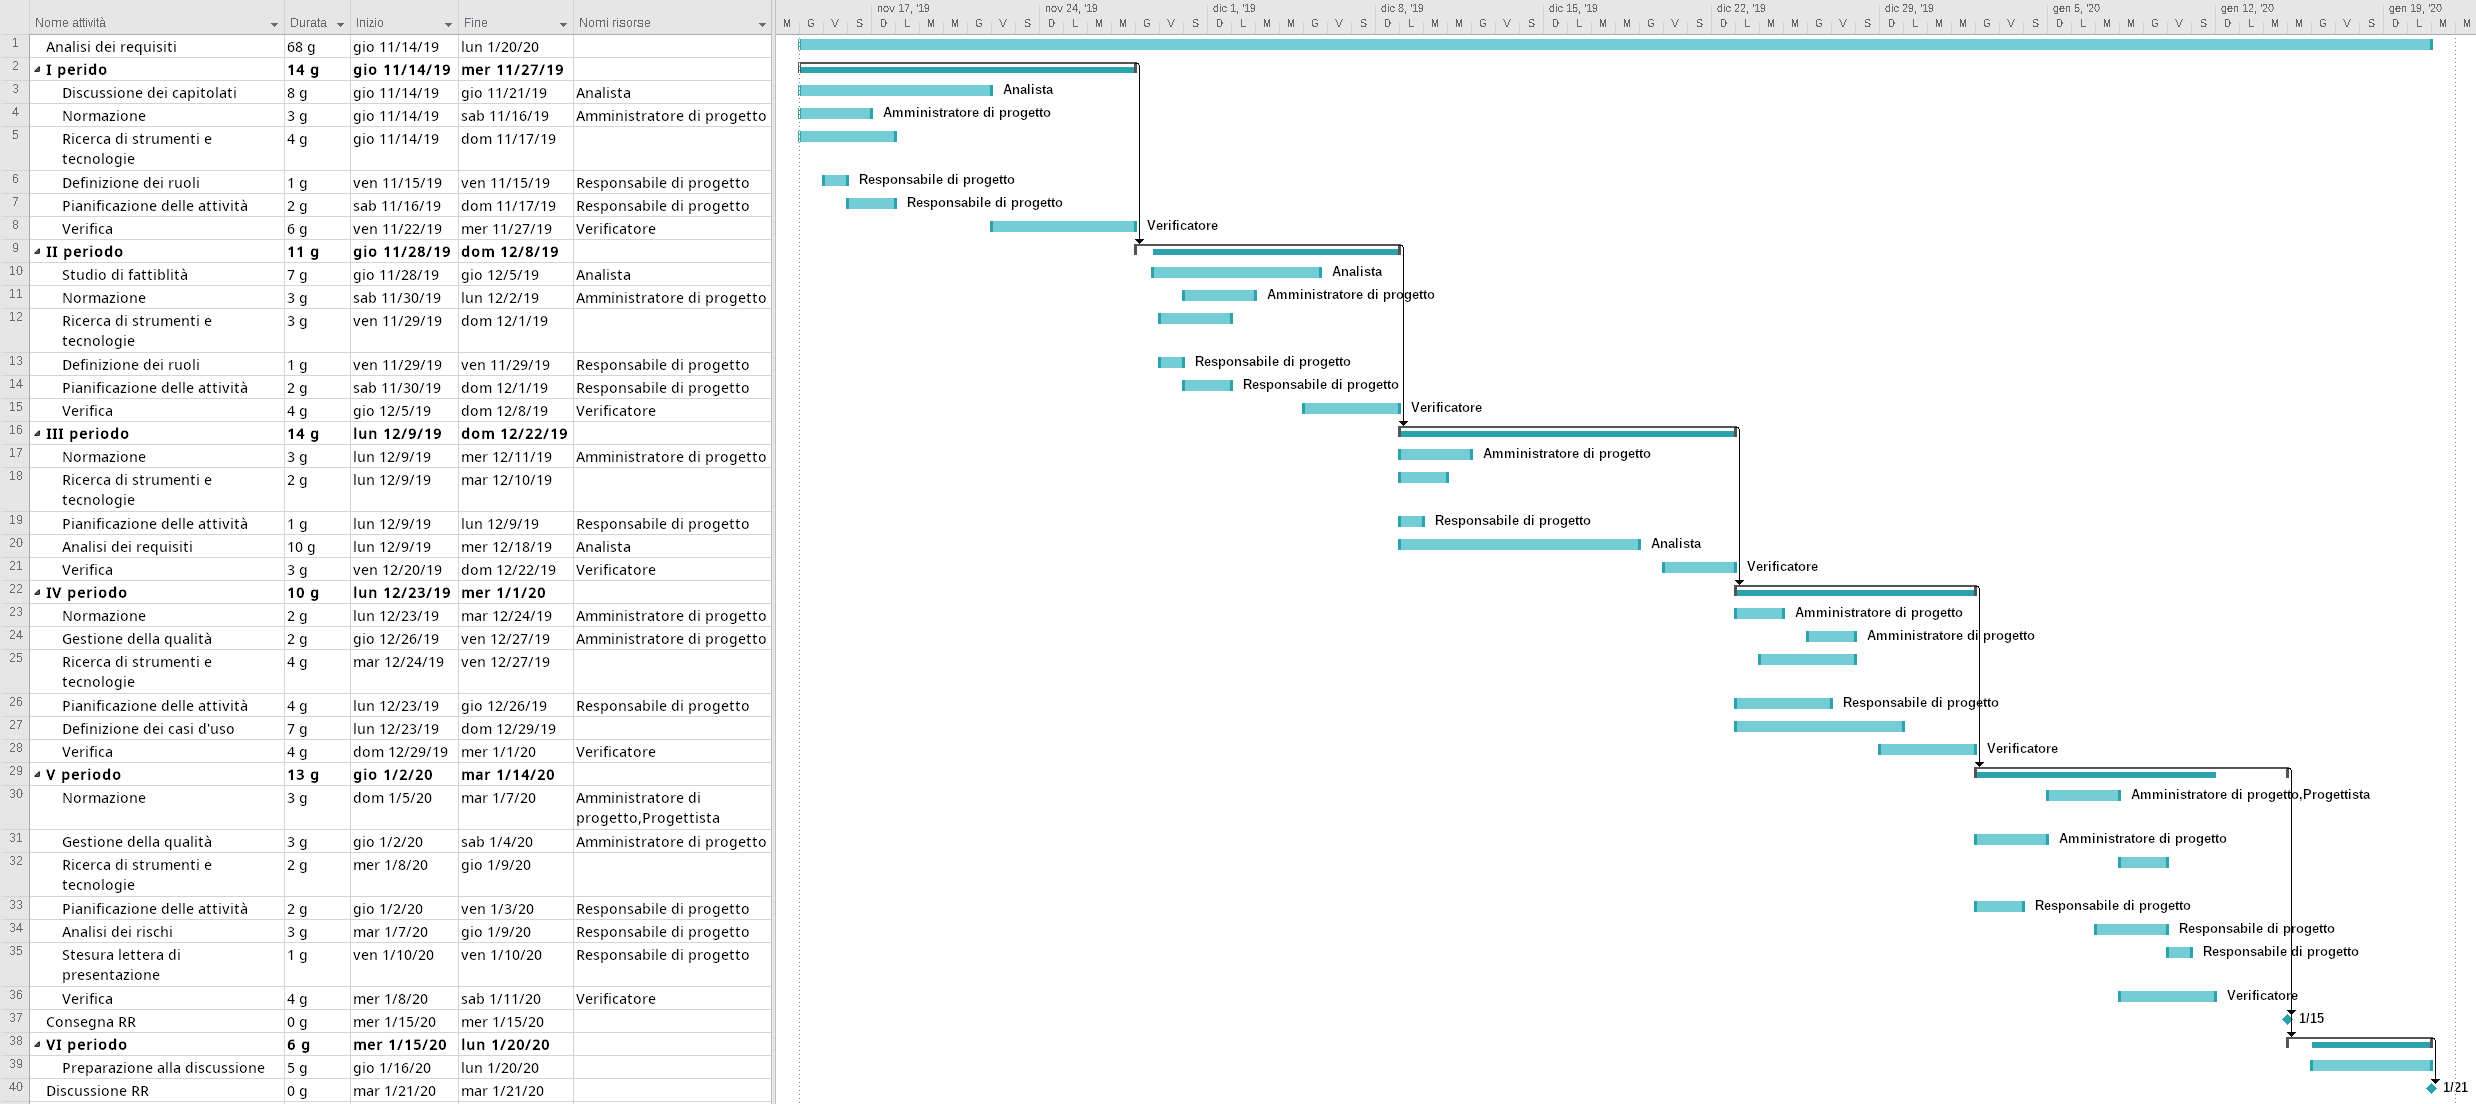 Nome attività Durata Inizio Fine Nomi risorse
nov 17, '19 nov 24, '19 dic 1, '19 dic 8, '19 dic 15, '19 dic 22, '19 dic 29, '19 gen 5, '20 gen 12, '20 gen 19, '20
M G V S D L M M G V S D L M M G V S D L M M G V S D L M M G V S D L M M G V S D L M M G V S D L M M G V S D L M M G V S D L M M G V S D L M M
1 Analisi dei requisiti 68 g gio 11/14/19 lun 1/20/20
2 I perido 14 g gio 11/14/19 mer 11/27/19
3 Discussione dei capitolati 8 g gio 11/14/19 gio 11/21/19 Analista Analista
4 Normazione 3 g gio 11/14/19 sab 11/16/19 Amministratore di progetto Amministratore di progetto
5 Ricerca di strumenti e 4 g gio 11/14/19 dom 11/17/19
tecnologie
6 Definizione dei ruoli 1 g ven 11/15/19 ven 11/15/19 Responsabile di progetto Responsabile di progetto
7 Pianificazione delle attività 2 g sab 11/16/19 dom 11/17/19 Responsabile di progetto Responsabile di progetto
8 Verifica 6 g ven 11/22/19 mer 11/27/19 Verificatore Verificatore
9 II periodo 11 g gio 11/28/19 dom 12/8/19
10 Studio di fattiblità 7 g gio 11/28/19 gio 12/5/19 Analista Analista
11 Normazione 3 g sab 11/30/19 lun 12/2/19 Amministratore di progetto Amministratore di progetto
12 Ricerca di strumenti e 3 g ven 11/29/19 dom 12/1/19
tecnologie
13 Definizione dei ruoli 1 g ven 11/29/19 ven 11/29/19 Responsabile di progetto Responsabile di progetto
14 Pianificazione delle attività 2 g sab 11/30/19 dom 12/1/19 Responsabile di progetto Responsabile di progetto
15 Verifica 4 g gio 12/5/19 dom 12/8/19 Verificatore Verificatore
16 III periodo 14 g lun 12/9/19 dom 12/22/19
17 Normazione 3 g lun 12/9/19 mer 12/11/19 Amministratore di progetto Amministratore di progetto
18 Ricerca di strumenti e 2 g lun 12/9/19 mar 12/10/19
tecnologie
19 Pianificazione delle attività 1 g lun 12/9/19 lun 12/9/19 Responsabile di progetto Responsabile di progetto
20 Analisi dei requisiti 10 g lun 12/9/19 mer 12/18/19 Analista Analista
21 Verifica 3 g ven 12/20/19 dom 12/22/19 Verificatore Verificatore
22 IV periodo 10 g lun 12/23/19 mer 1/1/20
23 Normazione 2 g lun 12/23/19 mar 12/24/19 Amministratore di progetto Amministratore di progetto
24 Gestione della qualità 2 g gio 12/26/19 ven 12/27/19 Amministratore di progetto Amministratore di progetto
25 Ricerca di strumenti e 4 g mar 12/24/19 ven 12/27/19
tecnologie
26 Pianificazione delle attività 4 g lun 12/23/19 gio 12/26/19 Responsabile di progetto Responsabile di progetto
27 Definizione dei casi d'uso 7 g lun 12/23/19 dom 12/29/19
28 Verifica 4 g dom 12/29/19 mer 1/1/20 Verificatore Verificatore
29 V periodo 13 g gio 1/2/20 mar 1/14/20
30 Normazione 3 g dom 1/5/20 mar 1/7/20 Amministratore di Amministratore di progetto,Progettista
progetto,Progettista
31 Gestione della qualità 3 g gio 1/2/20 sab 1/4/20 Amministratore di progetto Amministratore di progetto
32 Ricerca di strumenti e 2 g mer 1/8/20 gio 1/9/20
tecnologie
33 Pianificazione delle attività 2 g gio 1/2/20 ven 1/3/20 Responsabile di progetto Responsabile di progetto
34 Analisi dei rischi 3 g mar 1/7/20 gio 1/9/20 Responsabile di progetto Responsabile di progetto
35 Stesura lettera di 1 g ven 1/10/20 ven 1/10/20 Responsabile di progetto Responsabile di progetto
presentazione
36 Verifica 4 g mer 1/8/20 sab 1/11/20 Verificatore Verificatore
37 Consegna RR 0 g mer 1/15/20 mer 1/15/20 1/15
38 VI periodo 6 g mer 1/15/20 lun 1/20/20
39 Preparazione alla discussione 5 g gio 1/16/20 lun 1/20/20
40 Discussione RR 0 g mar 1/21/20 mar 1/21/20 1/21